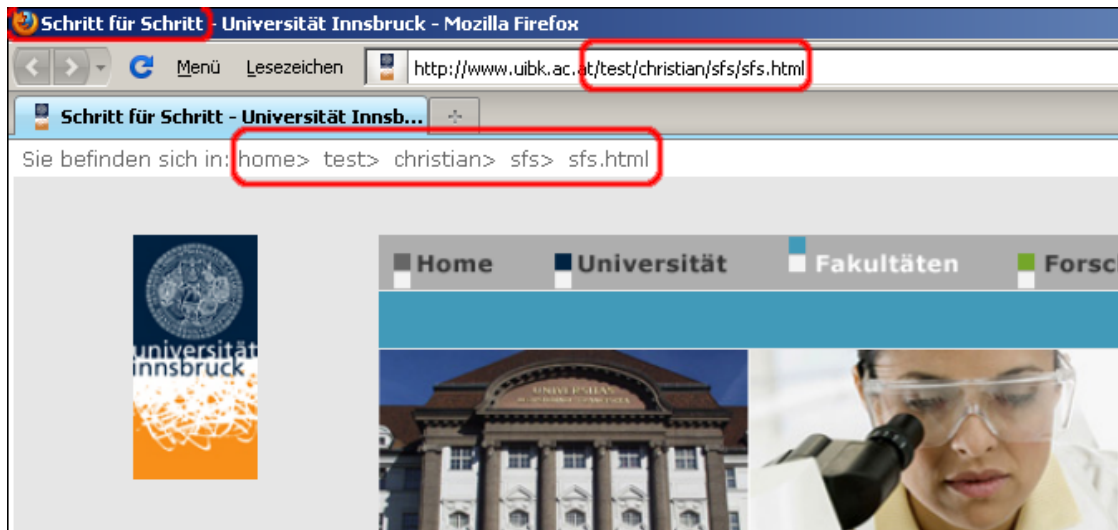 Schritt für Schritt - Universität Innsbruck - Mozilla Firefox
Menü Lesezeichen http://www.uibk.ac.at/test/christian/sfs/sfs.html
Schritt für Schritt - Universität Innsb...
Sie befinden sich in: home> test> christian> sfs> sfs.html
Home Universität Fakultäten Forsc
universität
innsbruck